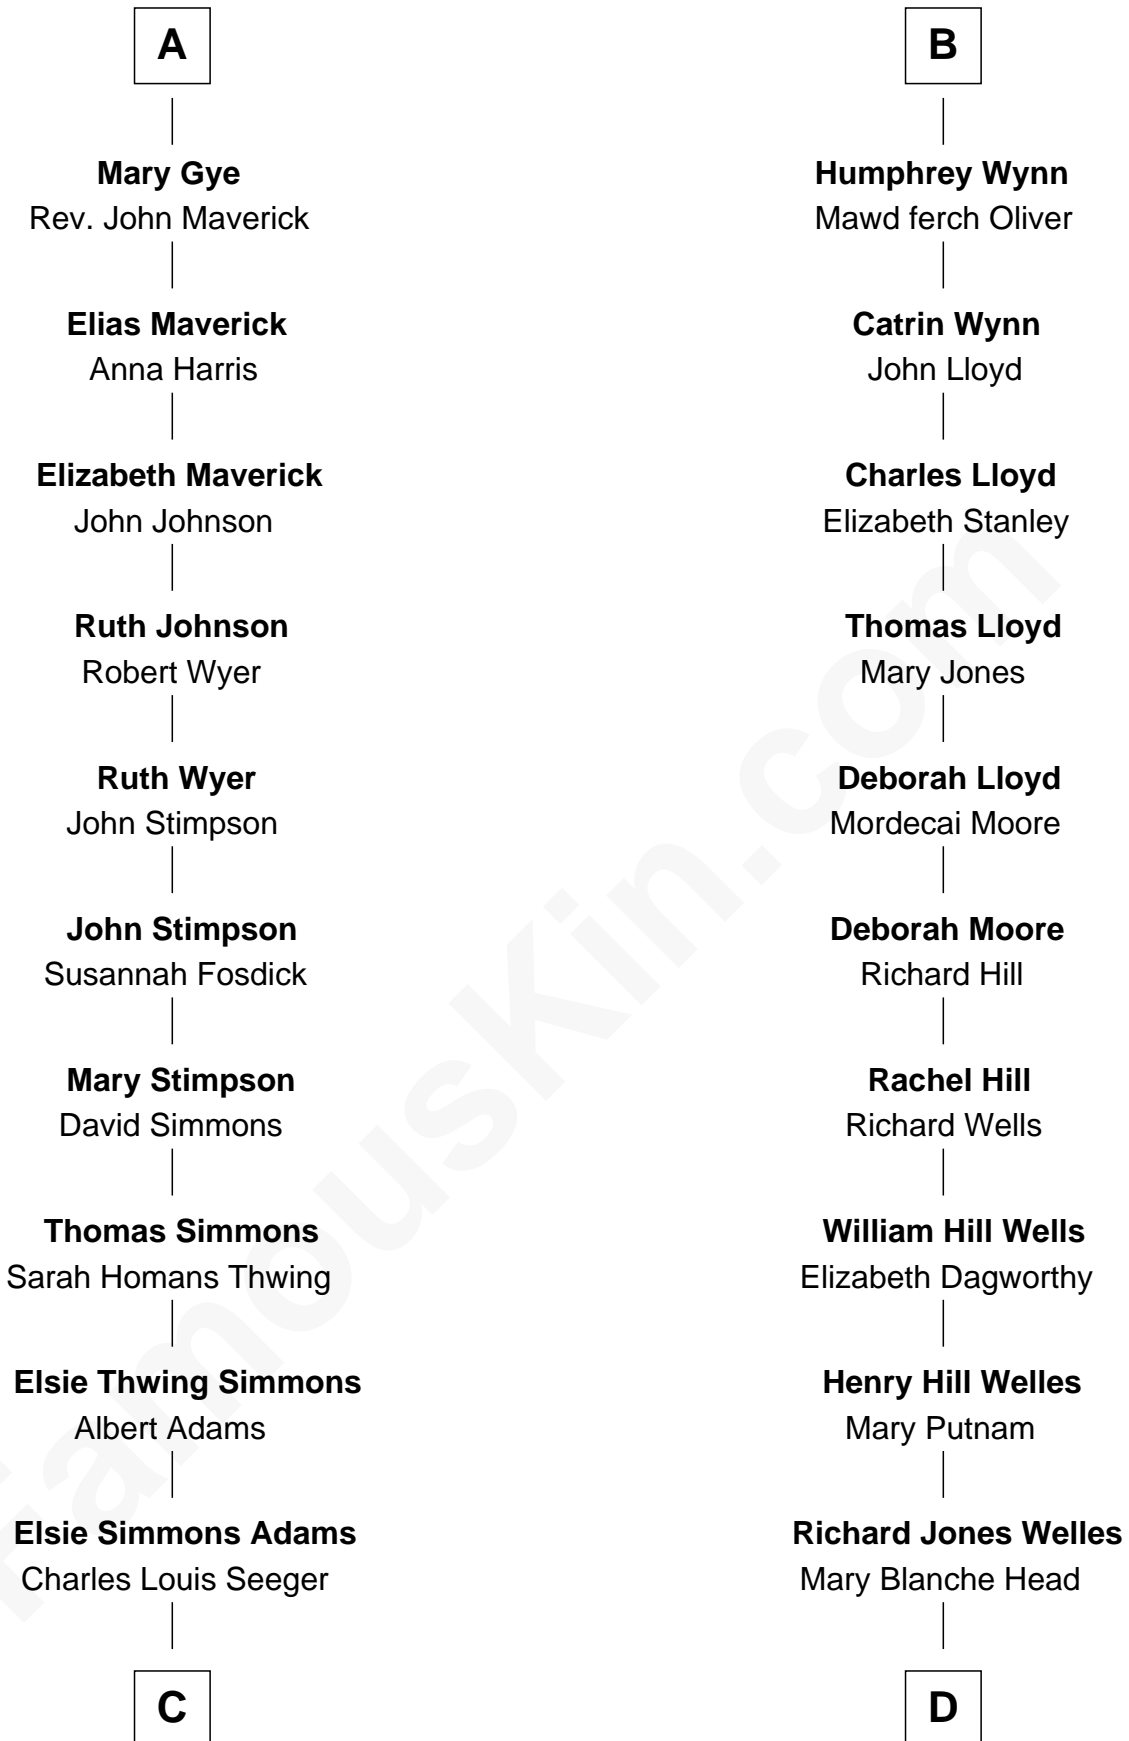 A
Mary Gye
Rev. John Maverick
Elias Maverick
Anna Harris
Elizabeth Maverick
John Johnson
Ruth Johnson
Robert Wyer
Ruth Wyer
John Stimpson
John Stimpson
Susannah Fosdick
Mary Stimpson
David Simmons
Thomas Simmons
Sarah Homans Thwing
Elsie Thwing Simmons
Albert Adams
Elsie Simmons Adams
Charles Louis Seeger
C
B
Humphrey Wynn
Mawd ferch Oliver
Catrin Wynn
John Lloyd
Charles Lloyd
Elizabeth Stanley
Thomas Lloyd
Mary Jones
Deborah Lloyd
Mordecai Moore
Deborah Moore
Richard Hill
Rachel Hill
Richard Wells
William Hill Wells
Elizabeth Dagworthy
Henry Hill Welles
Mary Putnam
Richard Jones Welles
Mary Blanche Head
D
FamousKin.com